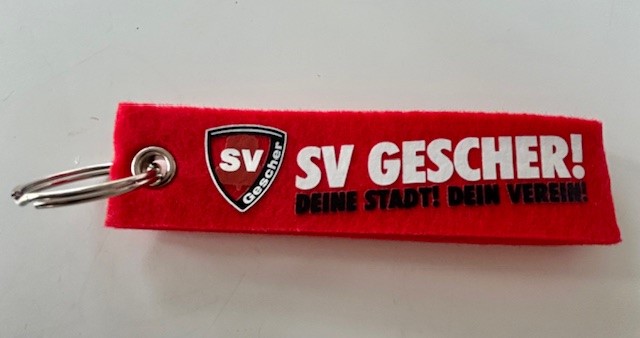 SV
Gescher
SV GESCHER!
DEINE STADT! DEIN VEREIN!